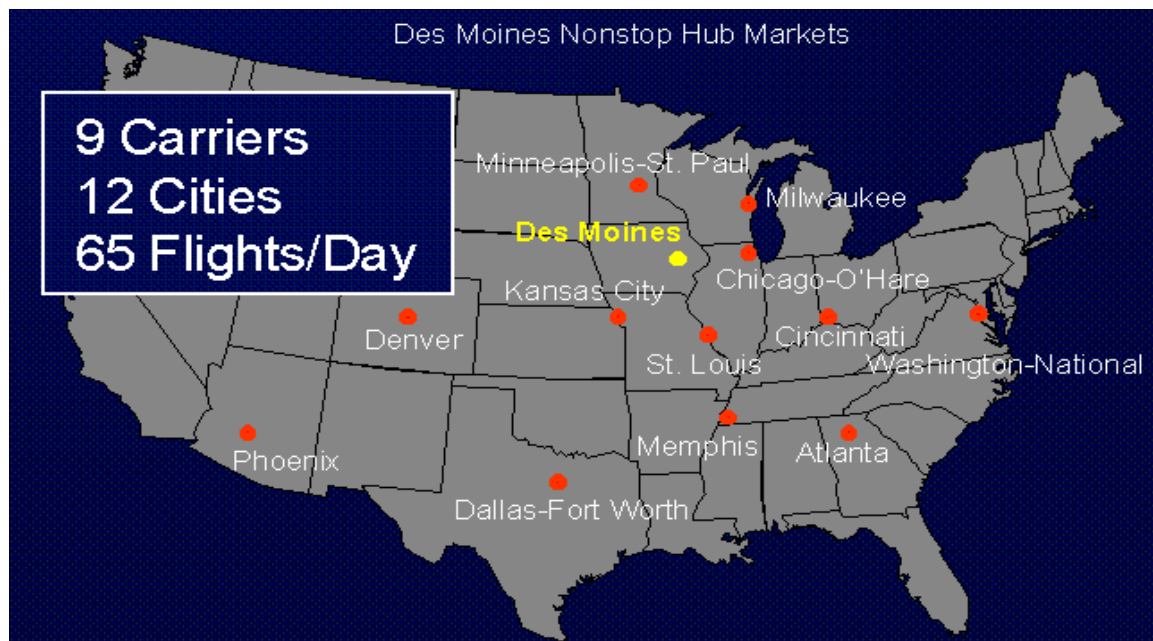 Des Moines Nonstop Hub Markets
9 Carriers
12 Cities
65 Flights/Day
Minneapolis-St. Paul
Milwaukee
Des Moines
Chicago-O'Hare
Kansas City
Denver
St. Louis
Cincinnati
Washington-National
Phoenix
Memphis
Atlanta
Dallas-Fort Worth